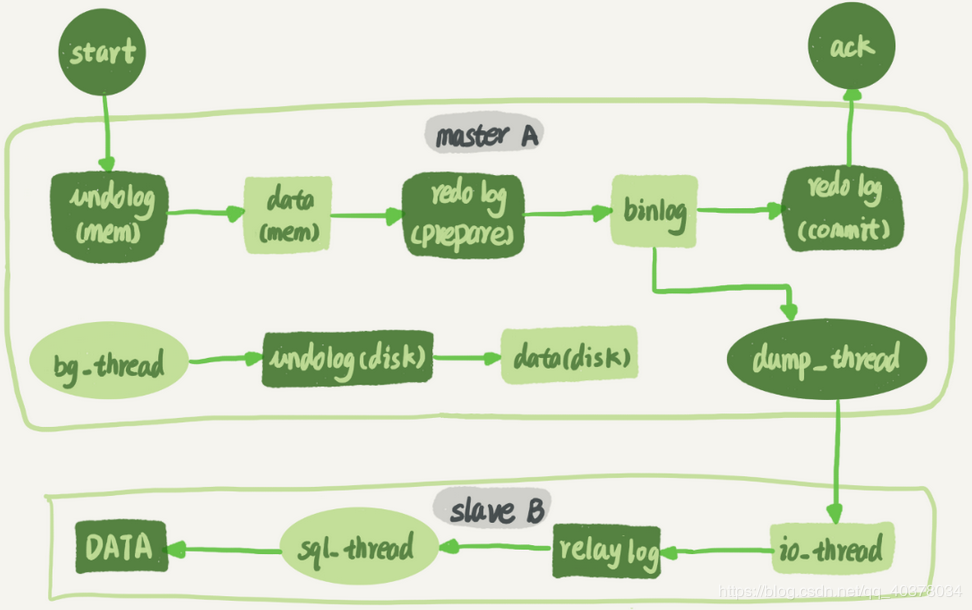 start
ack
master A
undolog
(mem)
data
(mem)
redo log
(prepare)
binlog
redo log
(commit)
bg_thread
undolog(disk)
data(disk)
dump_thread
slave B
DATA
sql_thread
relay log
io_thread
https://blog.csdn.net/qq_40378034